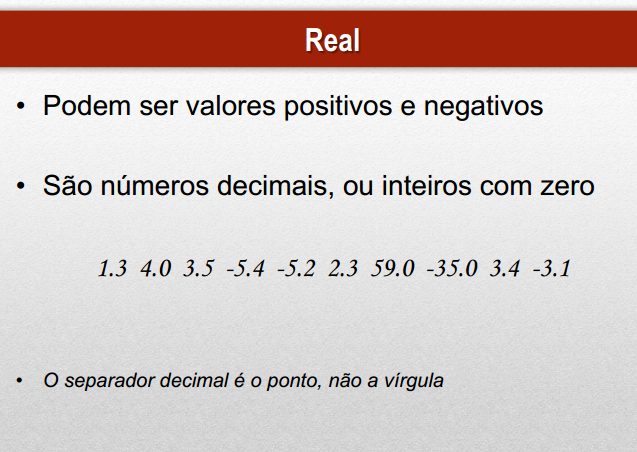 Real
• Podem ser valores positivos e negativos
• São números decimais, ou inteiros com zero
1.3 4.0 3.5 -5.4 -5.2 2.3 59.0 -35.0 3.4 -3.1
• O separador decimal é o ponto, não a vírgula